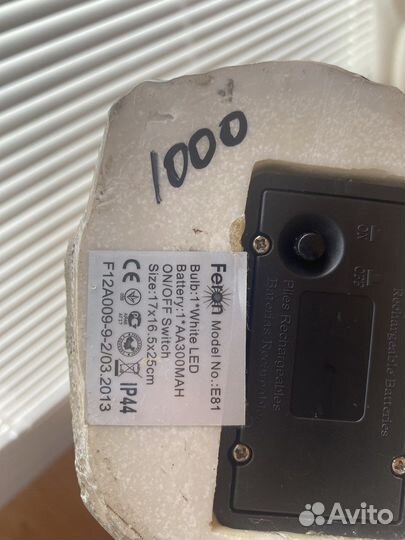 1000
Feron Model No.:E81
Bulb:1*White LED
Battery:1*AA300MAH
ON/OFF Switch
Size:17x16.5x25cm
CE IP44
F12A009-9-2/03.2013
ON
OFF
Rechargeable Batteries
Piles Rechargeables
Baterias
Avito